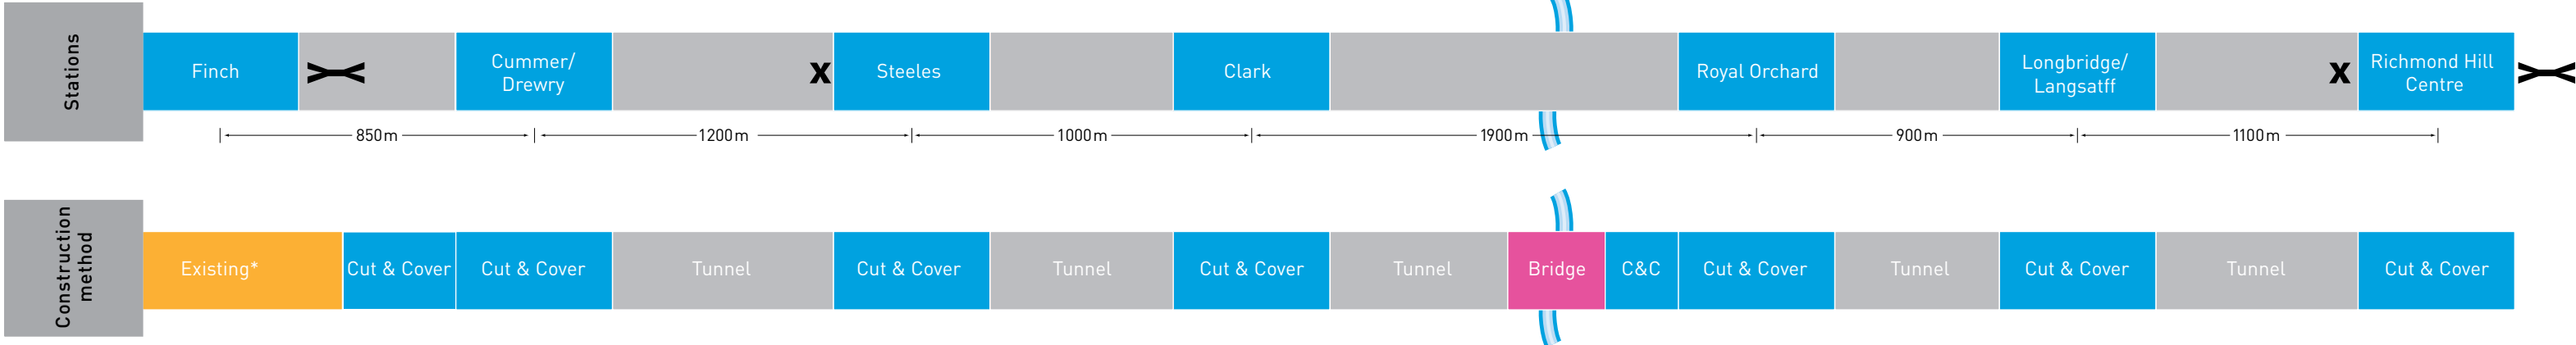 Stations
Finch
Cummer/
Drewry
x
Steeles
Clark
Royal Orchard
Longbridge/
Langsatff
x
Richmond Hill
Centre
850m
1200m
1000m
1900m
900m
1100m
Construction
method
Existing*
Cut & Cover
Cut & Cover
Tunnel
Cut & Cover
Tunnel
Cut & Cover
Tunnel
Bridge
C&C
Cut & Cover
Tunnel
Cut & Cover
Tunnel
Cut & Cover